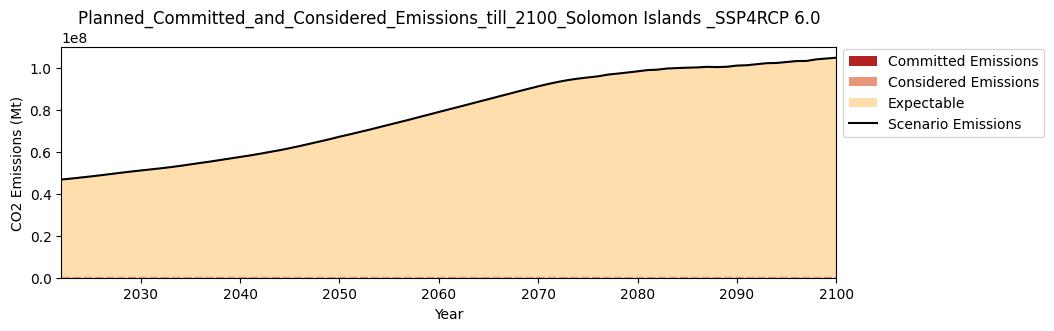 Planned_Committed_and_Considered_Emissions_till_2100_Solomon Islands _SSP4RCP 6.0
1e8
1.0
0.8
0.6
0.4
0.2
0.0
CO2 Emissions (Mt)
2030 2040 2050 2060 2070 2080 2090 2100
Year
Committed Emissions
Considered Emissions
Expectable
Scenario Emissions